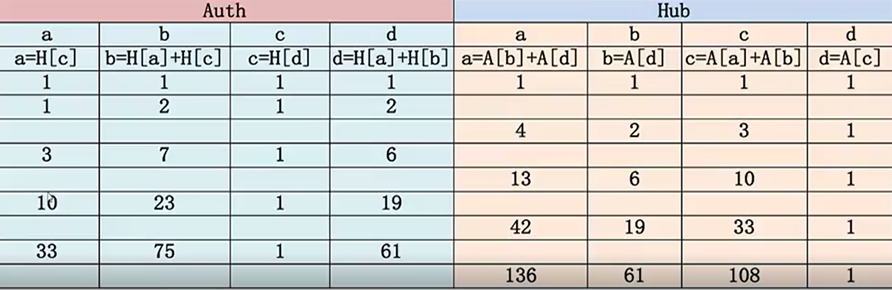 Auth Hub
a b c d a b c d
a=H[c] b=H[a]+H[c] c=H[d] d=H[a]+H[b] a=A[b]+A[d] b=A[d] c=A[a]+A[b] d=A[c]
1 1 1 1 1 1 1 1
1 2 1 2
4 2 3 1
3 7 1 6
13 6 10 1
10 23 1 19
42 19 33 1
33 75 1 61
136 61 108 1